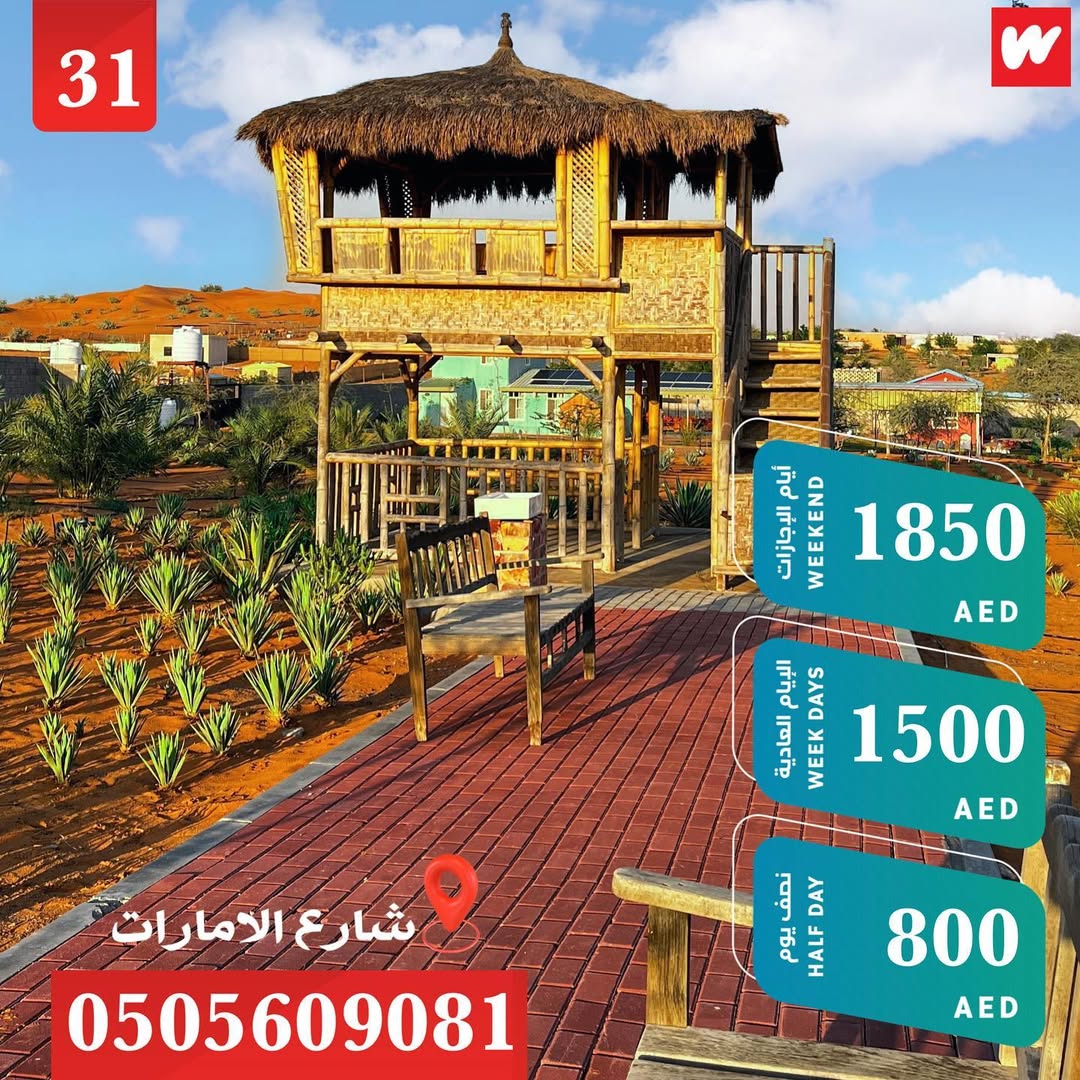 31
W
أيام الإجازات
WEEKEND
1850
AED
الإيام العادية
WEEK DAYS
1500
AED
نصف يوم
HALF DAY
800
AED
شارع الامارات
0505609081